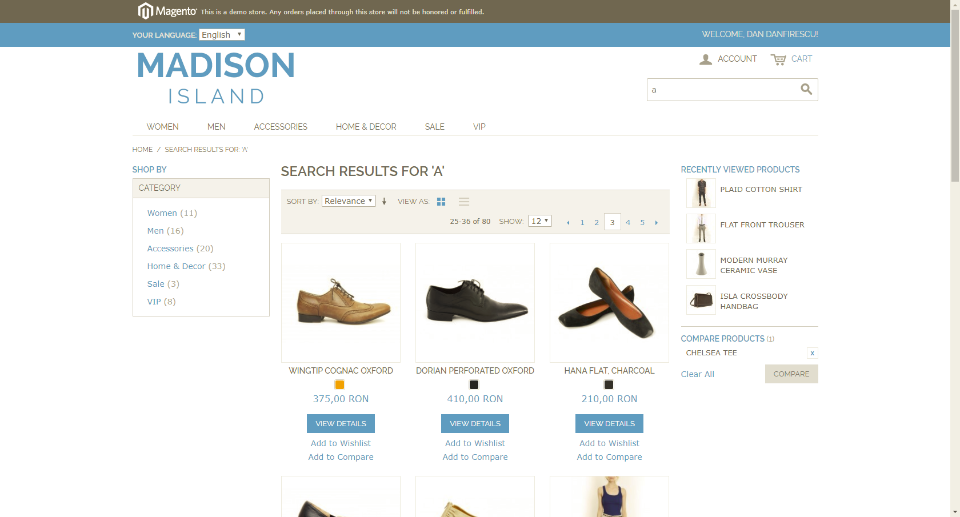 Magento This is a demo store. Any orders placed through this store will not be honored or fulfilled.
YOUR LANGUAGE: English WELCOME, DAN DANFIRESCU!
MADISON
ISLAND
ACCOUNT CART
a
WOMEN MEN ACCESSORIES HOME & DECOR SALE VIP
HOME / SEARCH RESULTS FOR: 'A'
SHOP BY
CATEGORY
Women (11)
Men (16)
Accessories (20)
Home & Decor (33)
Sale (3)
VIP (8)
SEARCH RESULTS FOR 'A'
SORT BY: Relevance VIEW AS:
25-36 of 80 SHOW: 12 1 2 3 4 5
WINGTIP COGNAC OXFORD
375,00 RON
VIEW DETAILS
Add to Wishlist
Add to Compare
DORIAN PERFORATED OXFORD
410,00 RON
VIEW DETAILS
Add to Wishlist
Add to Compare
HANA FLAT, CHARCOAL
210,00 RON
VIEW DETAILS
Add to Wishlist
Add to Compare
RECENTLY VIEWED PRODUCTS
PLAID COTTON SHIRT
FLAT FRONT TROUSER
MODERN MURRAY
CERAMIC VASE
ISLA CROSSBODY
HANDBAG
COMPARE PRODUCTS (1)
CHELSEA TEE x
Clear All COMPARE